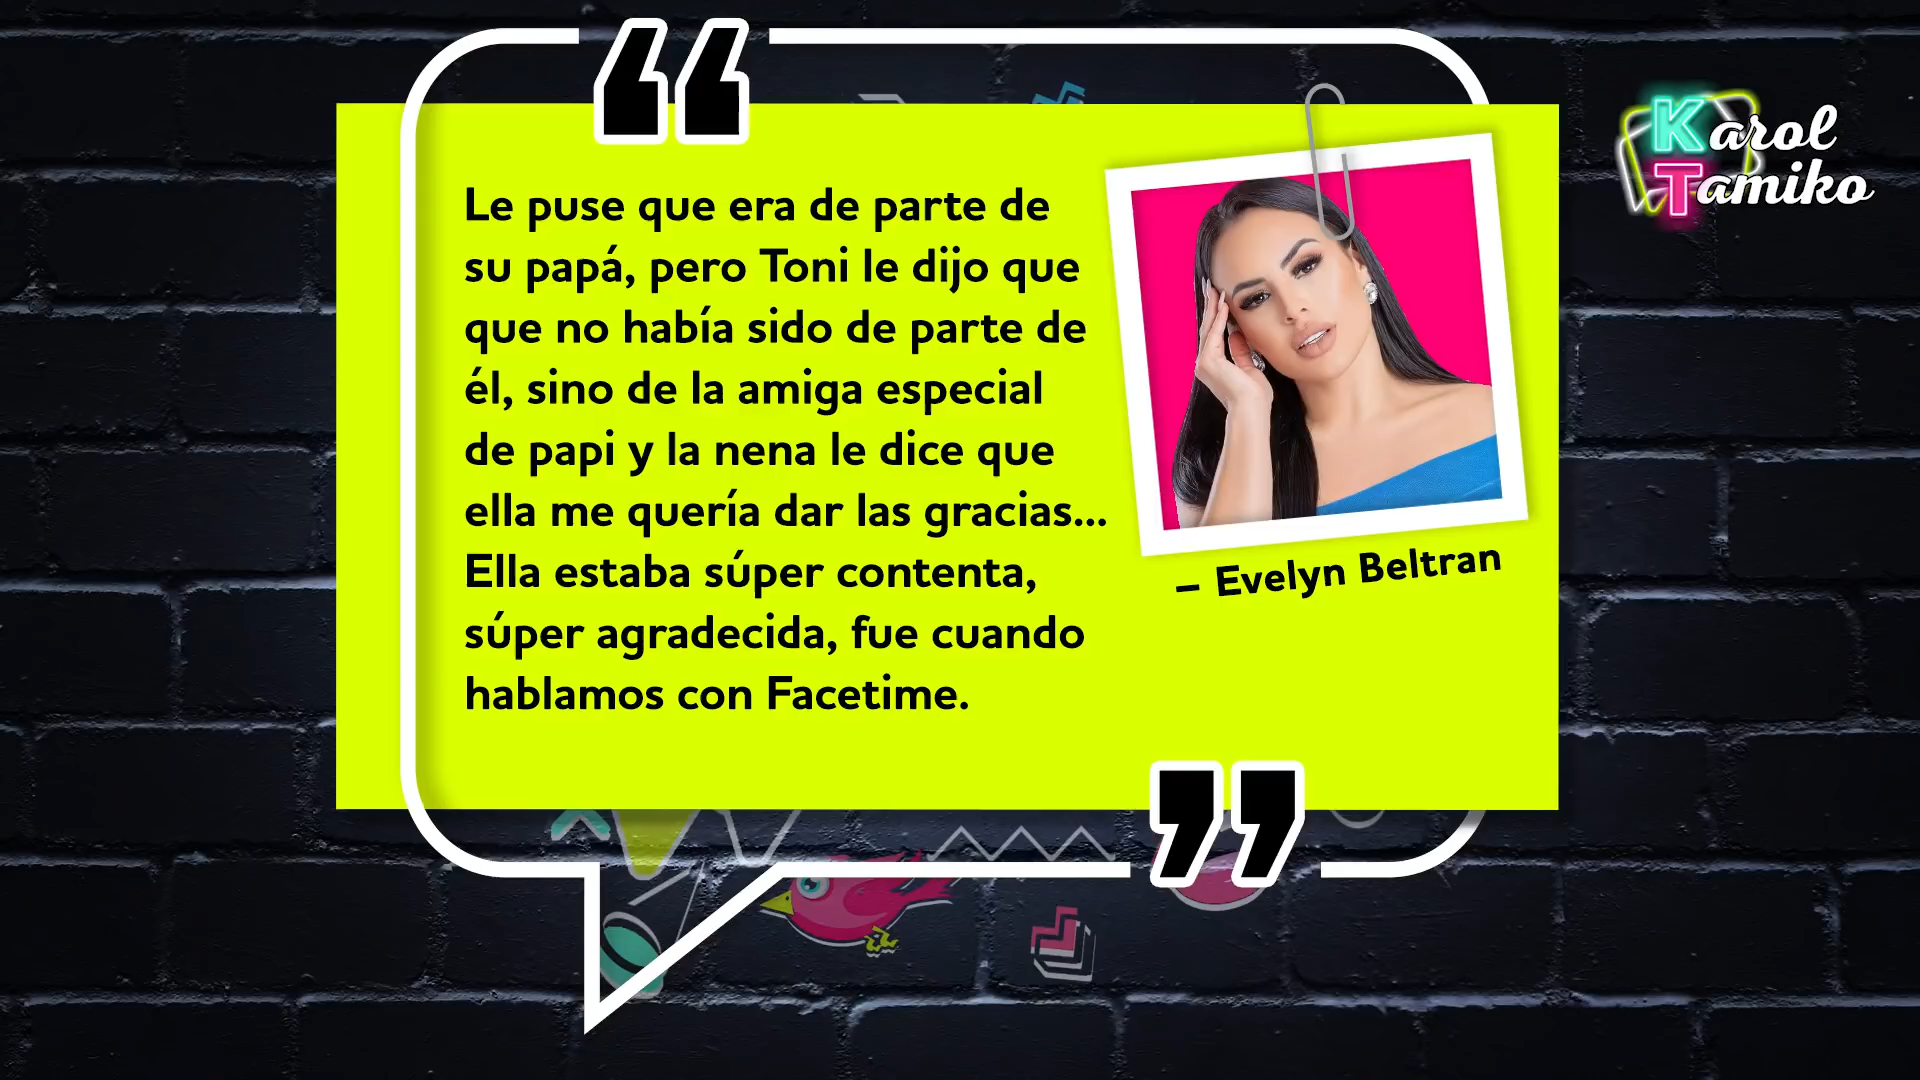 Le puse que era de parte de
su papá, pero Toni le dijo que
que no había sido de parte de
él, sino de la amiga especial
de papi y la nena le dice que
ella me quería dar las gracias...
Ella estaba súper contenta,
súper agradecida, fue cuando
hablamos con Facetime.
– Evelyn Beltran
Karol
Tamiko